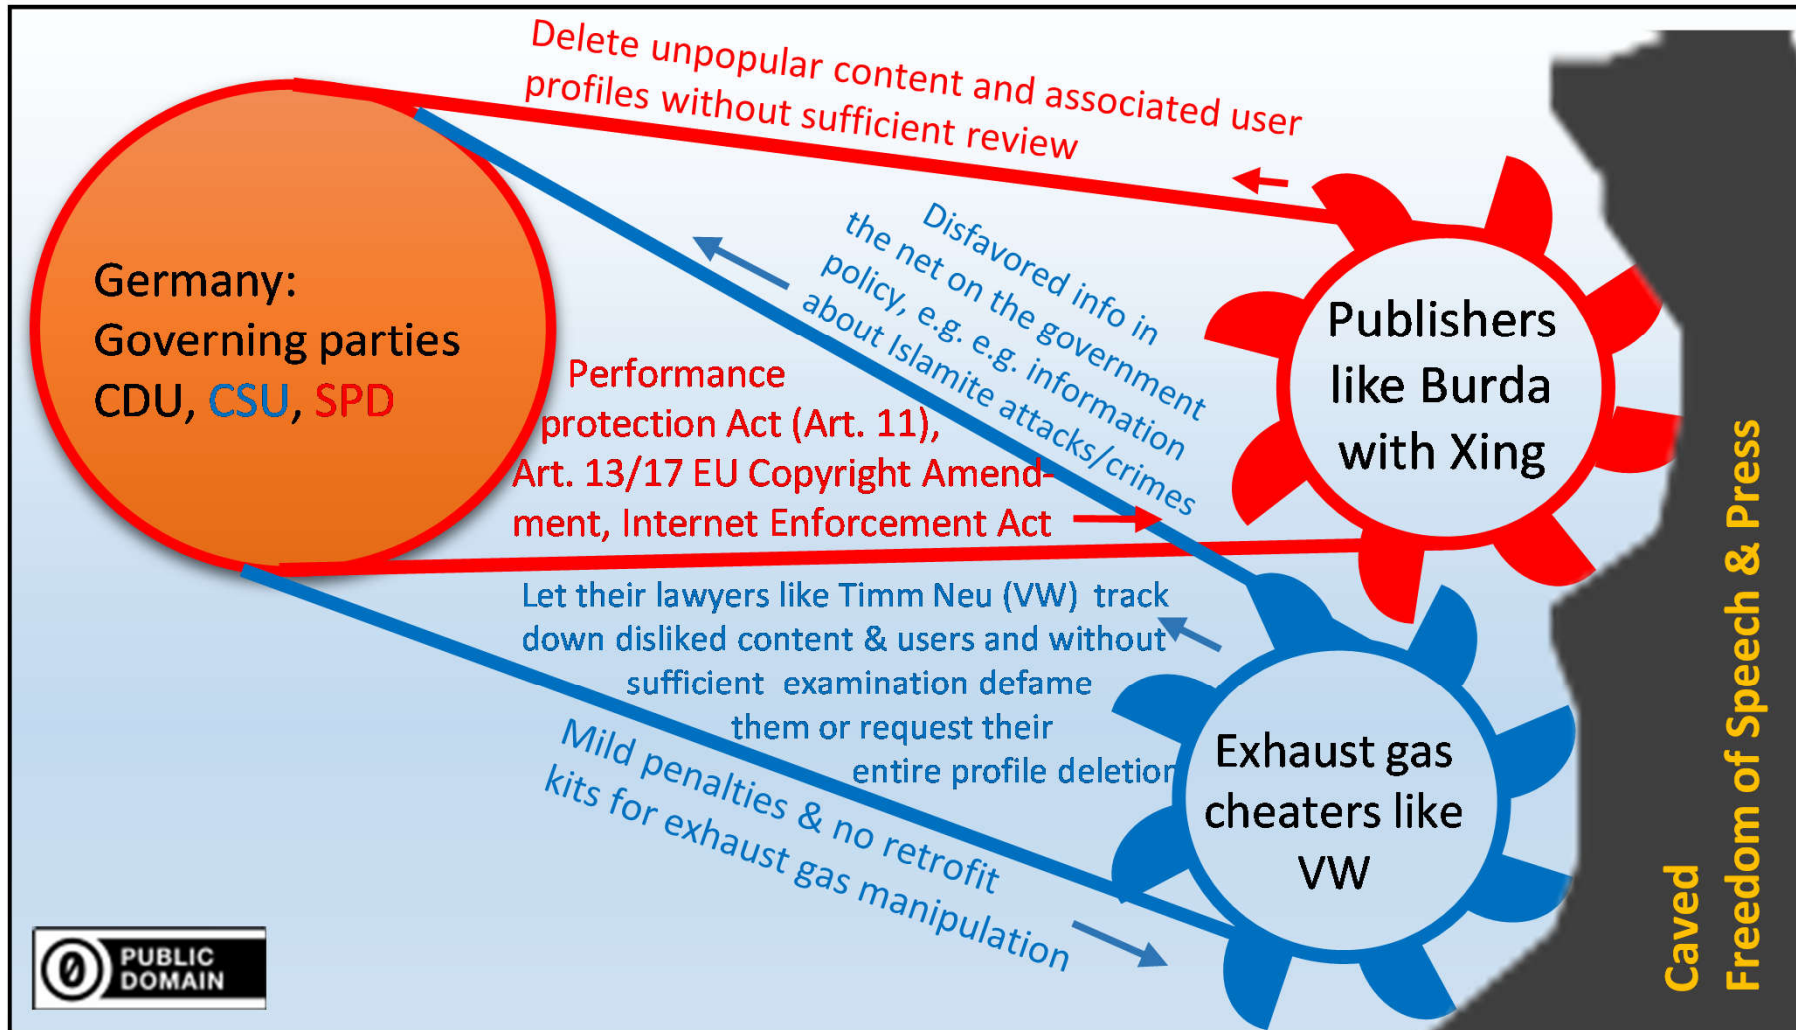 Delete unpopular content and associated user
profiles without sufficient review
Disfavored info in
the net on the government
policy, e.g. e.g. information
about Islamite attacks/crimes
Germany:
Governing parties
CDU, CSU, SPD
Publishers
like Burda
with Xing
Performance
protection Act (Art. 11),
Art. 13/17 EU Copyright Amend-
ment, Internet Enforcement Act
Let their lawyers like Timm Neu (VW) track
down disliked content & users and without
sufficient examination defame
them or request their
entire profile deletion
Mild penalties & no retrofit
kits for exhaust gas manipulation
Exhaust gas
cheaters like
VW
Caved
Freedom of Speech & Press
0 PUBLIC
DOMAIN